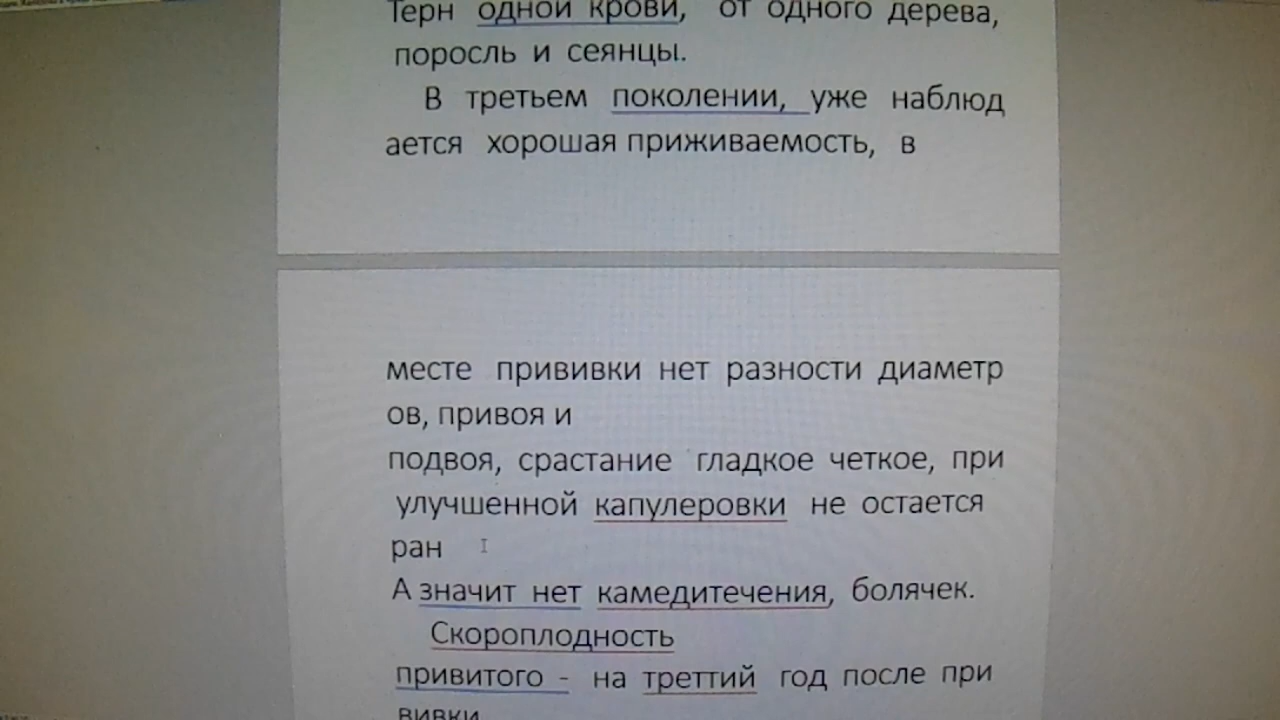 Терн одной крови, от одного дерева,
поросль и сеянцы.
В третьем поколении, уже наблюд
ается хорошая приживаемость, в
месте прививки нет разности диаметр
ов, привоя и
подвоя, срастание гладкое четкое, при
улучшенной капулеровки не остается
ран
А значит нет камедитечения, болячек.
Скороплодность
привитого - на треттий год после при
вивки